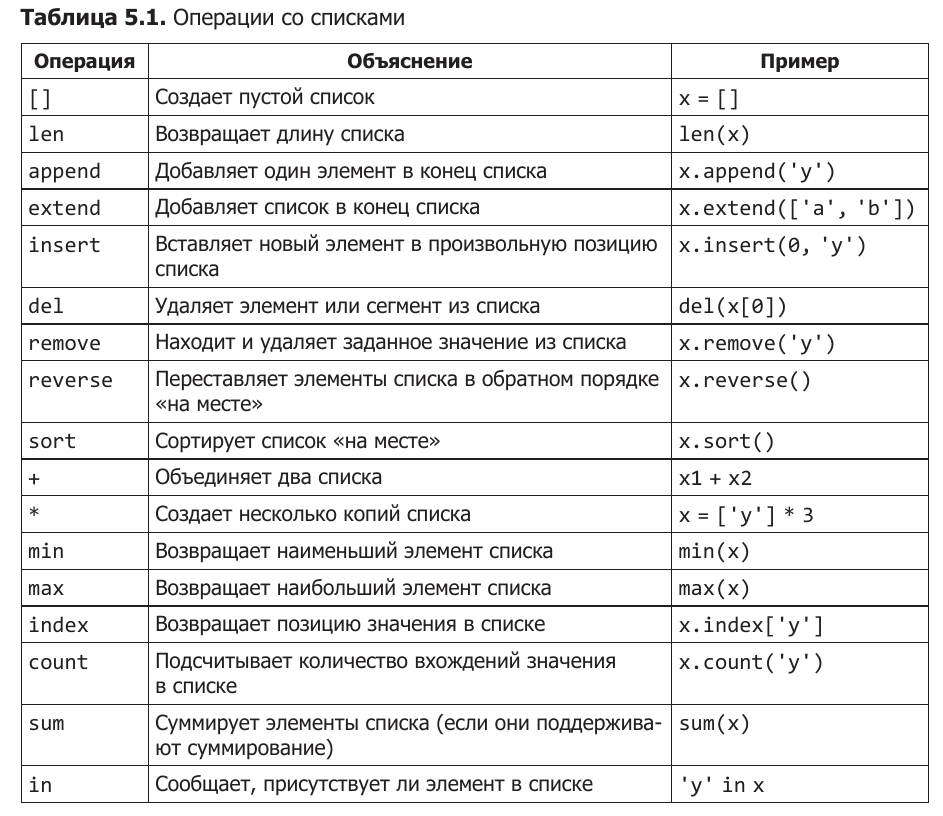 Таблица 5.1. Операции со списками
Операция Объяснение Пример
[] Создает пустой список x = []
len Возвращает длину списка len(x)
append Добавляет один элемент в конец списка x.append('y')
extend Добавляет список в конец списка x.extend(['a', 'b'])
insert Вставляет новый элемент в произвольную позицию x.insert(0, 'y')
списка
del Удаляет элемент или сегмент из списка del(x[0])
remove Находит и удаляет заданное значение из списка x.remove('y')
reverse Переставляет элементы списка в обратном порядке x.reverse()
«на месте»
sort Сортирует список «на месте» x.sort()
+ Объединяет два списка x1 + x2
* Создает несколько копий списка x = ['y'] * 3
min Возвращает наименьший элемент списка min(x)
max Возвращает наибольший элемент списка max(x)
index Возвращает позицию значения в списке x.index['y']
count Подсчитывает количество вхождений значения x.count('y')
в списке
sum Суммирует элементы списка (если они поддержива- sum(x)
ют суммирование)
in Сообщает, присутствует ли элемент в списке 'y' in x